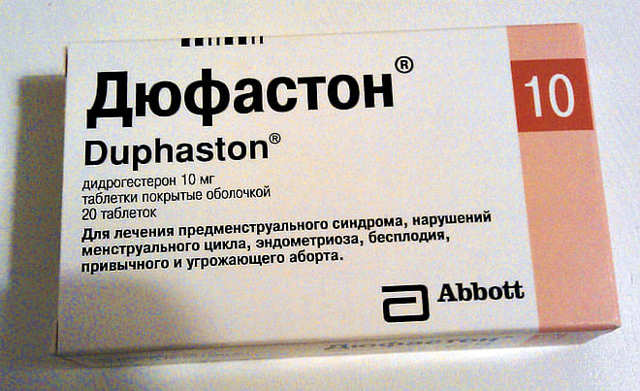 Дюфастон®
10
Duphaston®
дидрогестерон 10 мг
таблетки покрытые оболочкой
20 таблеток
Для лечения предменструального синдрома, нарушений
менструального цикла, эндометриоза, бесплодия,
привычного и угрожающего аборта.
Abbott
Дюфастон